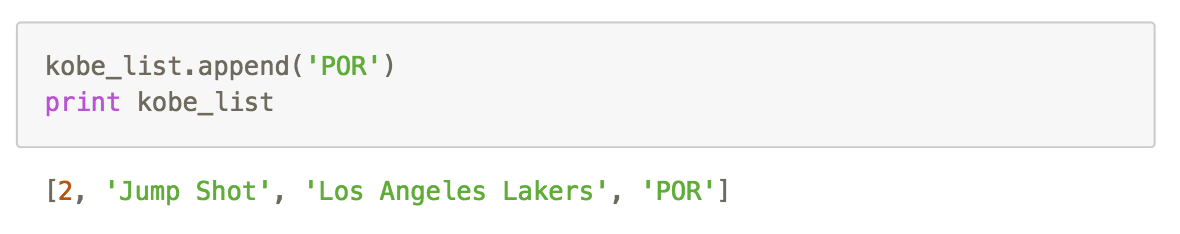 kobe_list.append('POR')
print kobe_list
[2, 'Jump Shot', 'Los Angeles Lakers', 'POR']